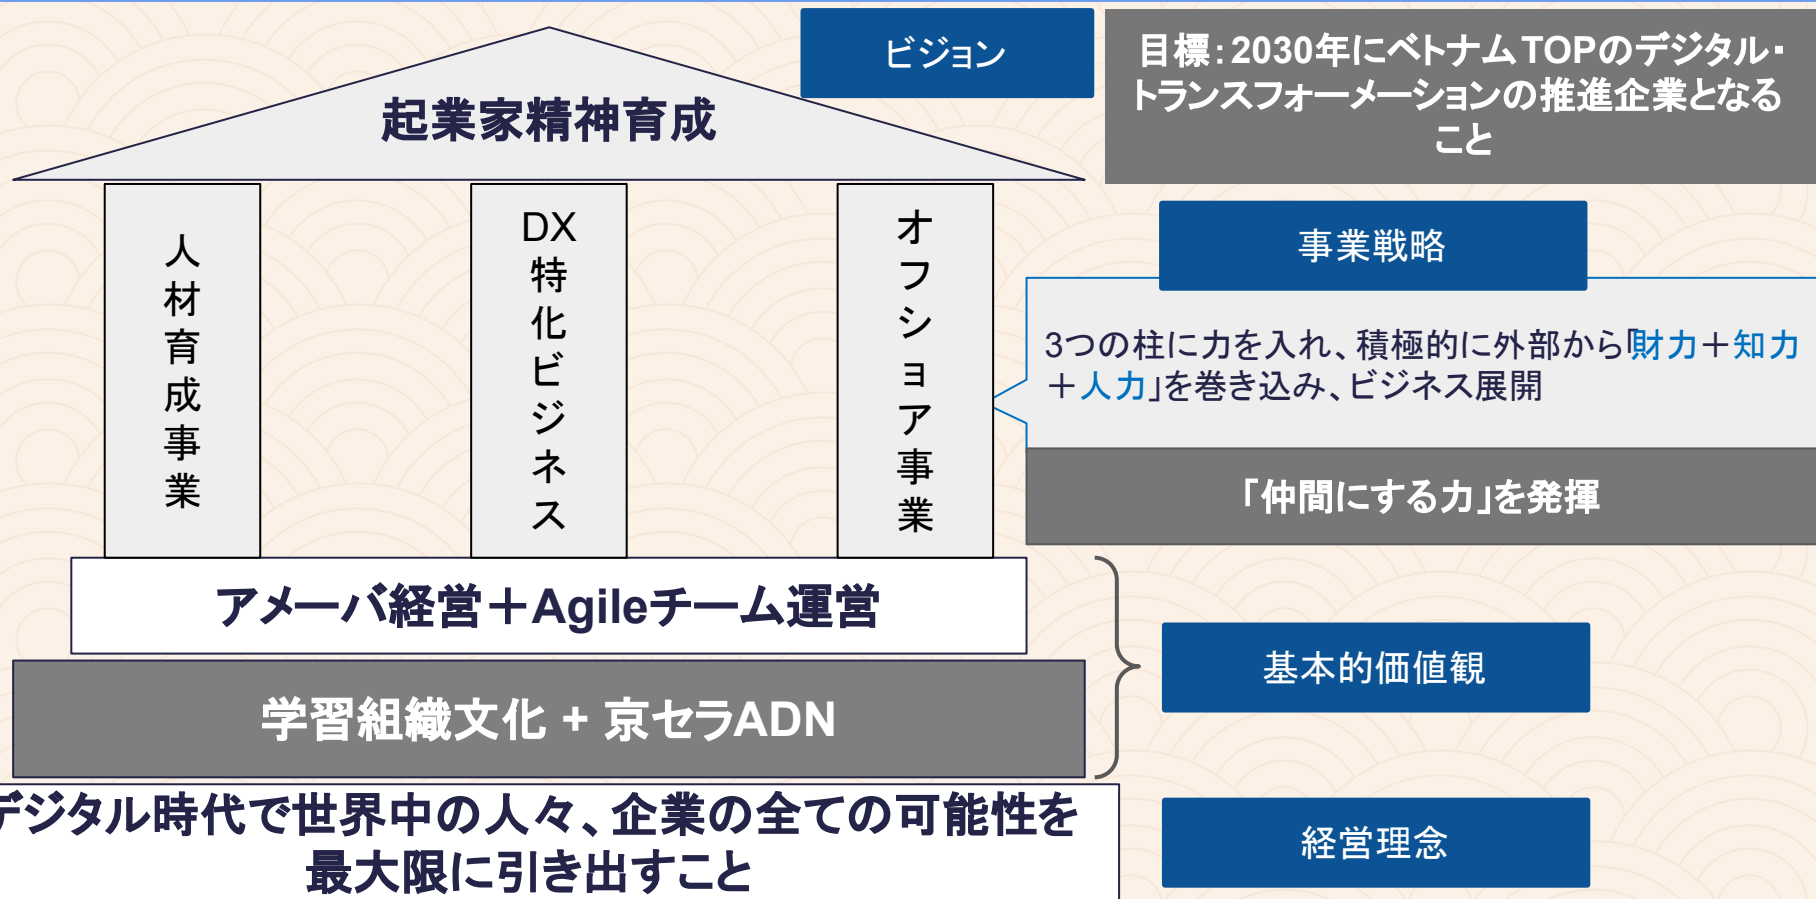 ビジョン
目標：2030年にベトナムTOPのデジタル・
トランスフォーメーションの推進企業となる
こと
起業家精神育成
人材育成事業
DX特化ビジネス
オフショア事業
事業戦略
3つの柱に力を入れ、積極的に外部から「財力＋知力
＋人力」を巻き込み、ビジネス展開
「仲間にする力」を発揮
アメーバ経営＋Agileチーム運営
基本的価値観
学習組織文化 + 京セラADN
デジタル時代で世界中の人々、企業の全ての可能性を
最大限に引き出すこと
経営理念